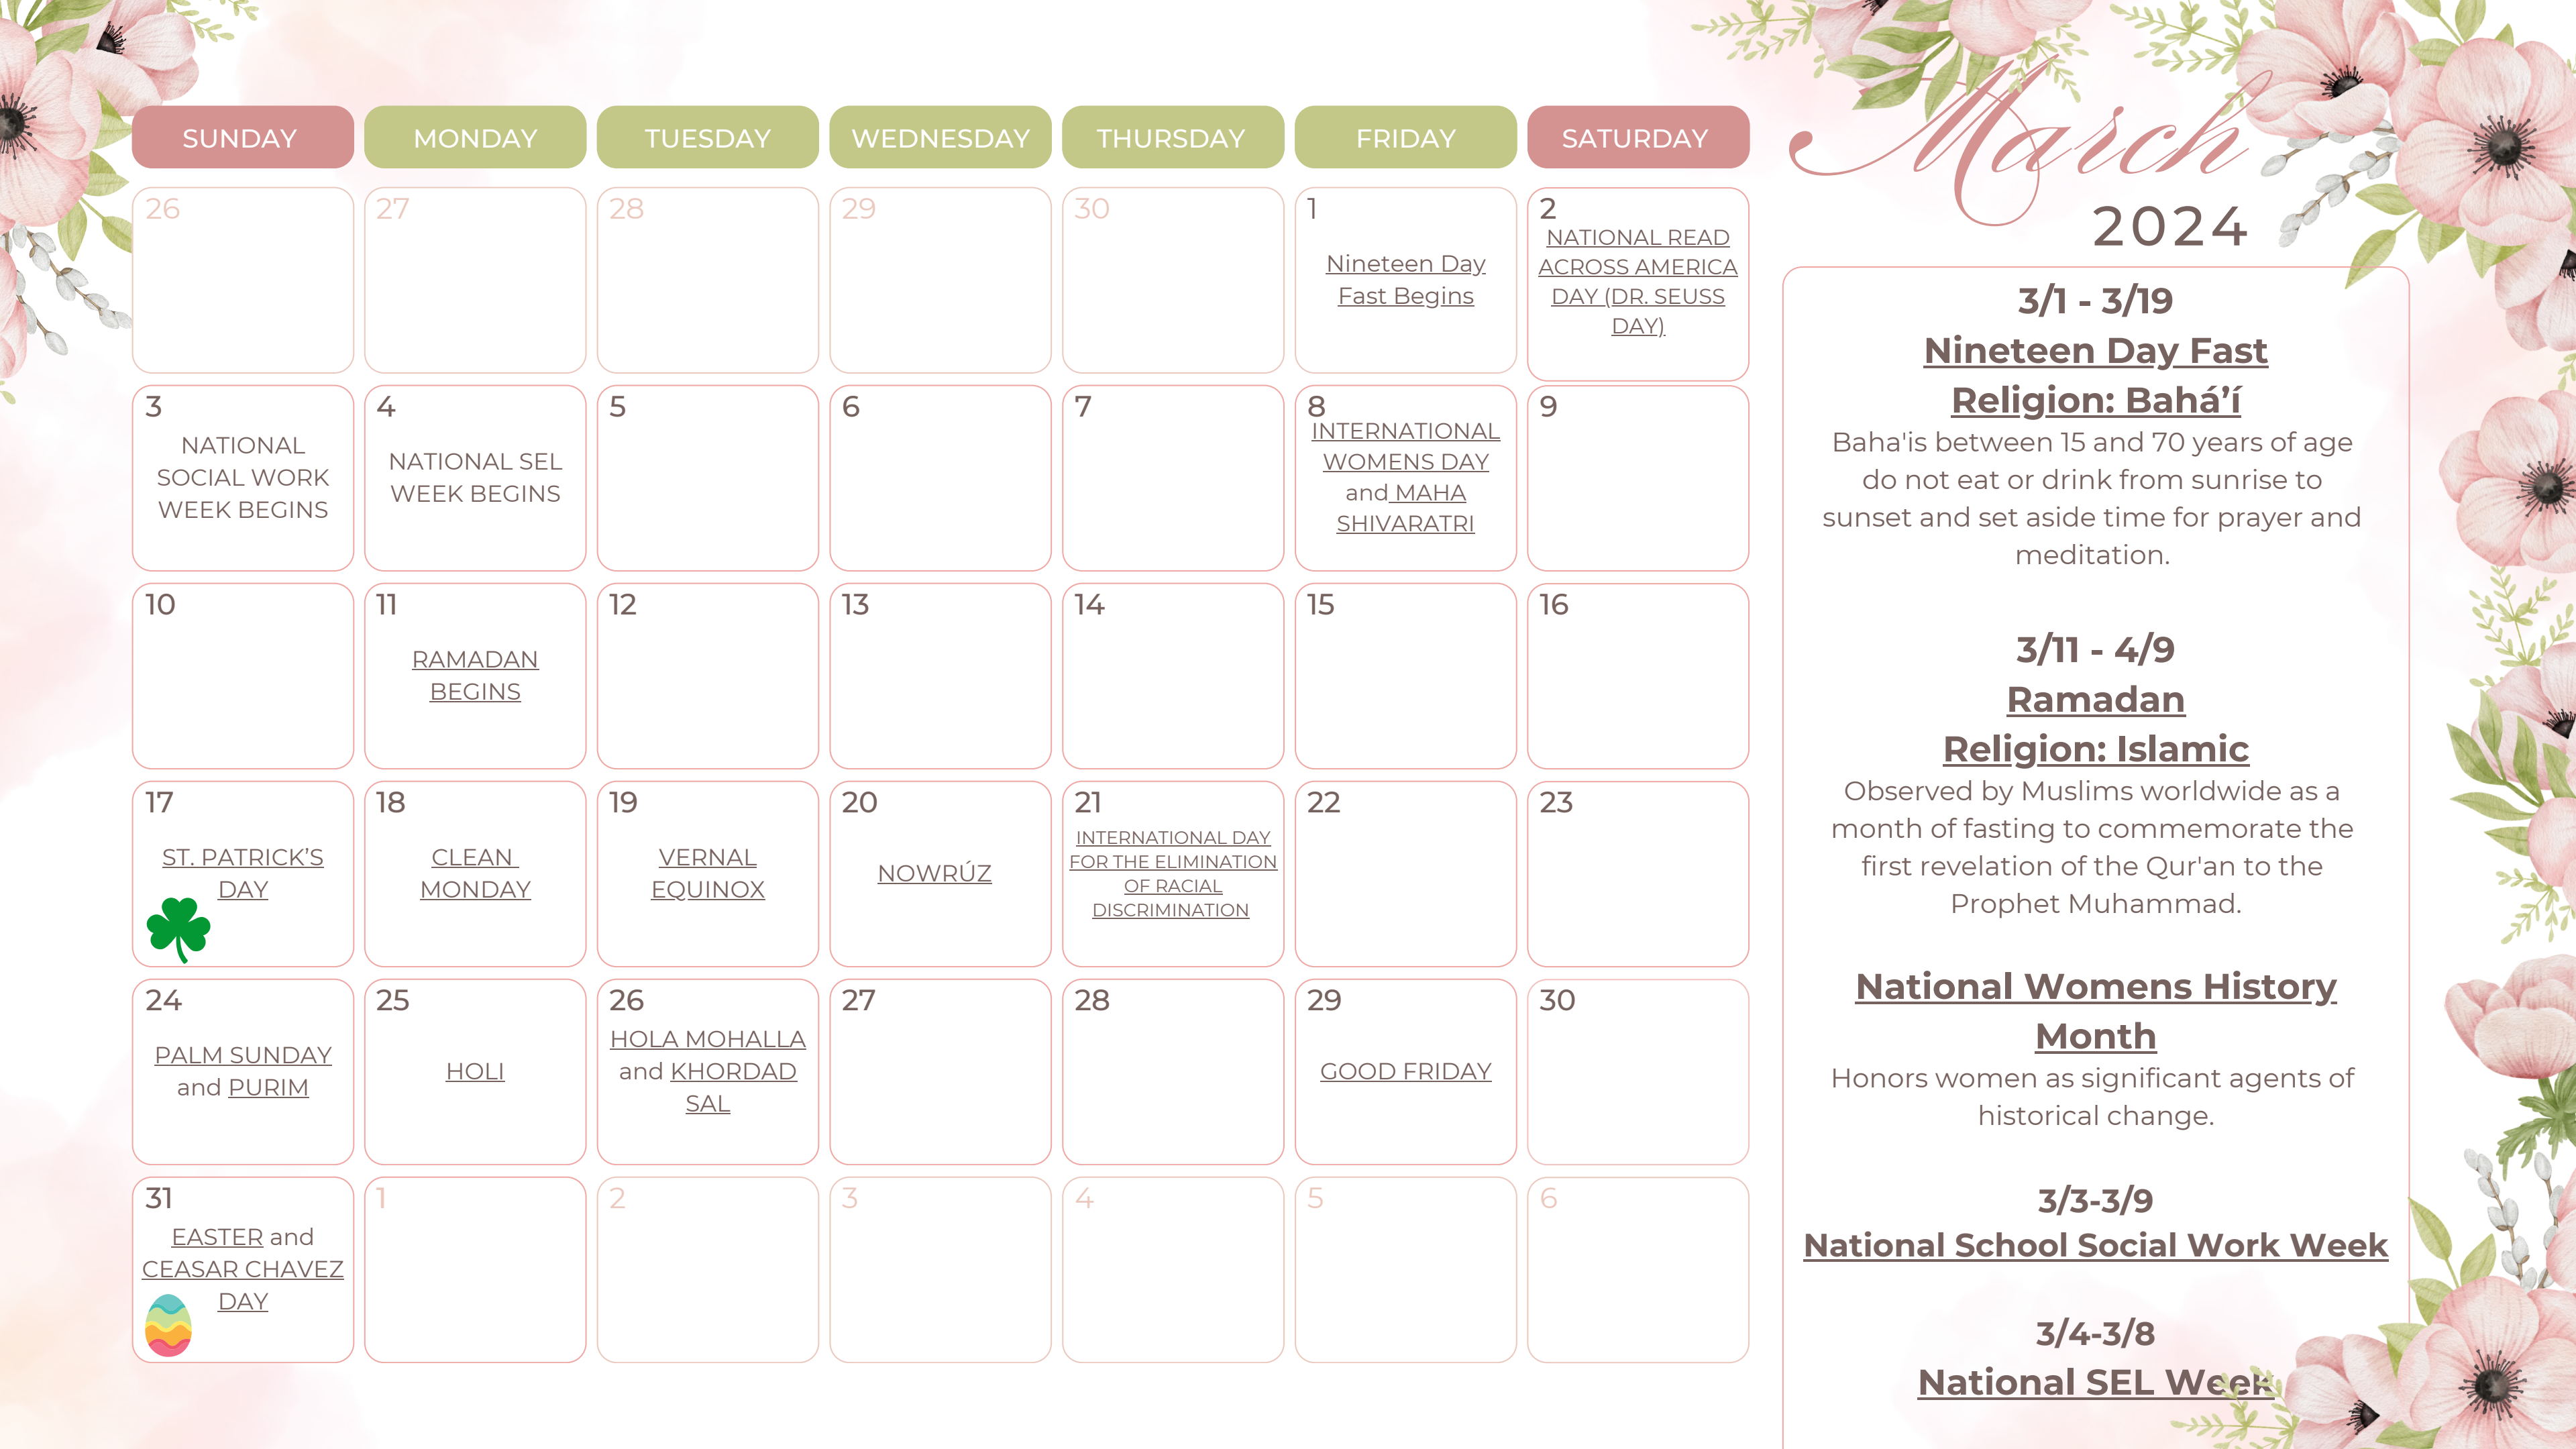 March
2024
SUNDAY
MONDAY
TUESDAY
WEDNESDAY
THURSDAY
FRIDAY
SATURDAY
26
27
28
29
30
1
Nineteen Day
Fast Begins
2
NATIONAL READ
ACROSS AMERICA
DAY (DR. SEUSS
DAY)
3
NATIONAL
SOCIAL WORK
WEEK BEGINS
4
NATIONAL SEL
WEEK BEGINS
5
6
7
8
INTERNATIONAL
WOMENS DAY
and MAHA
SHIVARATRI
9
10
11
RAMADAN
BEGINS
12
13
14
15
16
17
ST. PATRICK’S
DAY
18
CLEAN
MONDAY
19
VERNAL
EQUINOX
20
NOWRÚZ
21
INTERNATIONAL DAY
FOR THE ELIMINATION
OF RACIAL
DISCRIMINATION
22
23
24
PALM SUNDAY
and PURIM
25
HOLI
26
HOLA MOHALLA
and KHORDAD
SAL
27
28
29
GOOD FRIDAY
30
31
EASTER and
CEASAR CHAVEZ
DAY
1
2
3
4
5
6
3/1 - 3/19
Nineteen Day Fast
Religion: Bahá’í
Baha'is between 15 and 70 years of age
do not eat or drink from sunrise to
sunset and set aside time for prayer and
meditation.
3/11 - 4/9
Ramadan
Religion: Islamic
Observed by Muslims worldwide as a
month of fasting to commemorate the
first revelation of the Qur'an to the
Prophet Muhammad.
National Womens History
Month
Honors women as significant agents of
historical change.
3/3-3/9
National School Social Work Week
3/4-3/8
National SEL Week